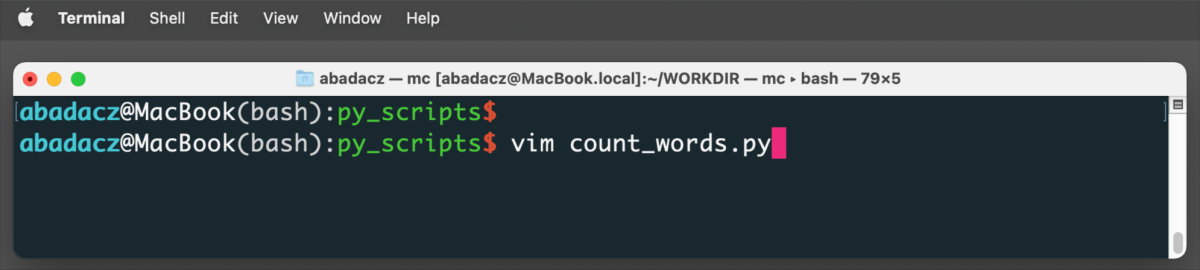 Terminal Shell Edit View Window Help
abadacz — mc [abadacz@MacBook.local]:~/WORKDIR — mc ▸ bash — 79×5
[abadacz@MacBook(bash):py_scripts$ ]
abadacz@MacBook(bash):py_scripts$ vim count_words.py